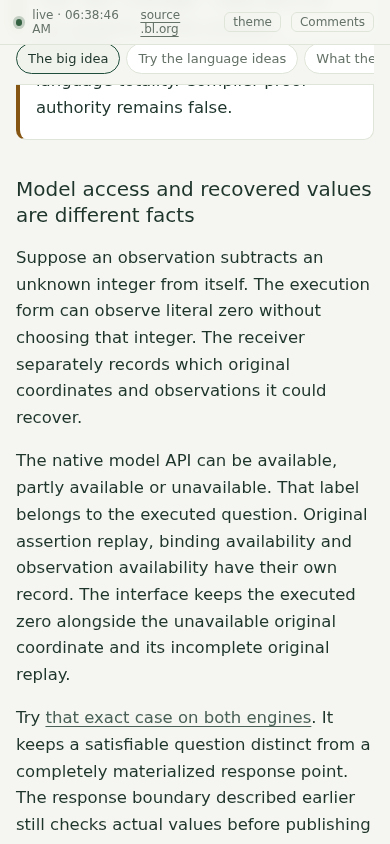 live · 06:38:46 AM
source.bl.org
theme
Comments
The big idea
Try the language ideas
What the
authority remains false.
Model access and recovered values
are different facts
Suppose an observation subtracts an
unknown integer from itself. The execution
form can observe literal zero without
choosing that integer. The receiver
separately records which original
coordinates and observations it could
recover.
The native model API can be available,
partly available or unavailable. That label
belongs to the executed question. Original
assertion replay, binding availability and
observation availability have their own
record. The interface keeps the executed
zero alongside the unavailable original
coordinate and its incomplete original
replay.
Try that exact case on both engines. It
keeps a satisfiable question distinct from a
completely materialized response point.
The response boundary described earlier
still checks actual values before publishing